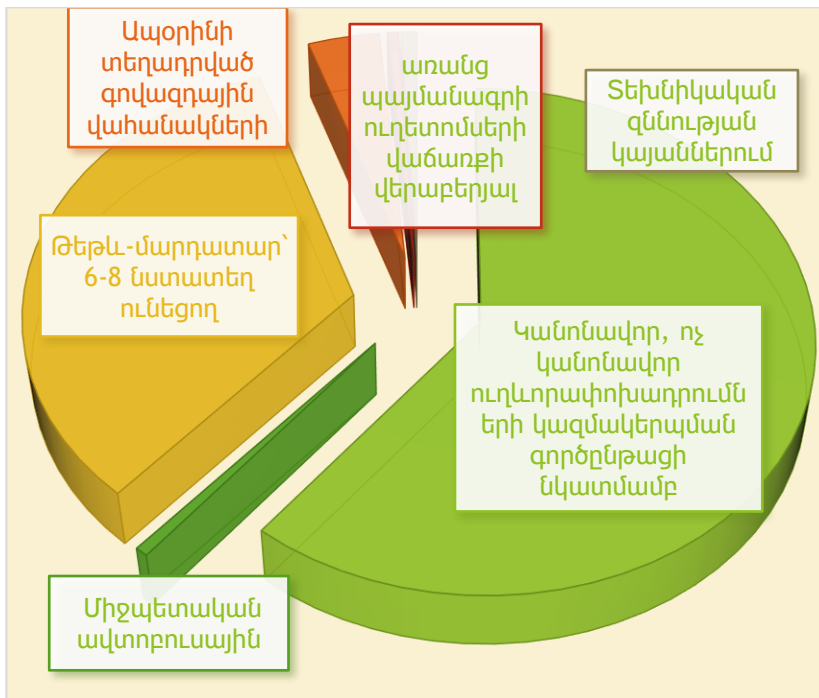 Ապօրինի
տեղադրված
գովազդային
վահանակների
առանց
պայմանագրի
ուղետոմսերի
վաճառքի
վերաբերյալ
Տեխնիկական
զննության
կայաններում
Թեթև-մարդատար՝
6-8 նստատեղ
ունեցող
Կանոնավոր, ոչ
կանոնավոր
ուղևորափոխադրումն
երի կազմակերպման
գործընթացի
նկատմամբ
Միջպետական
ավտոբուսային